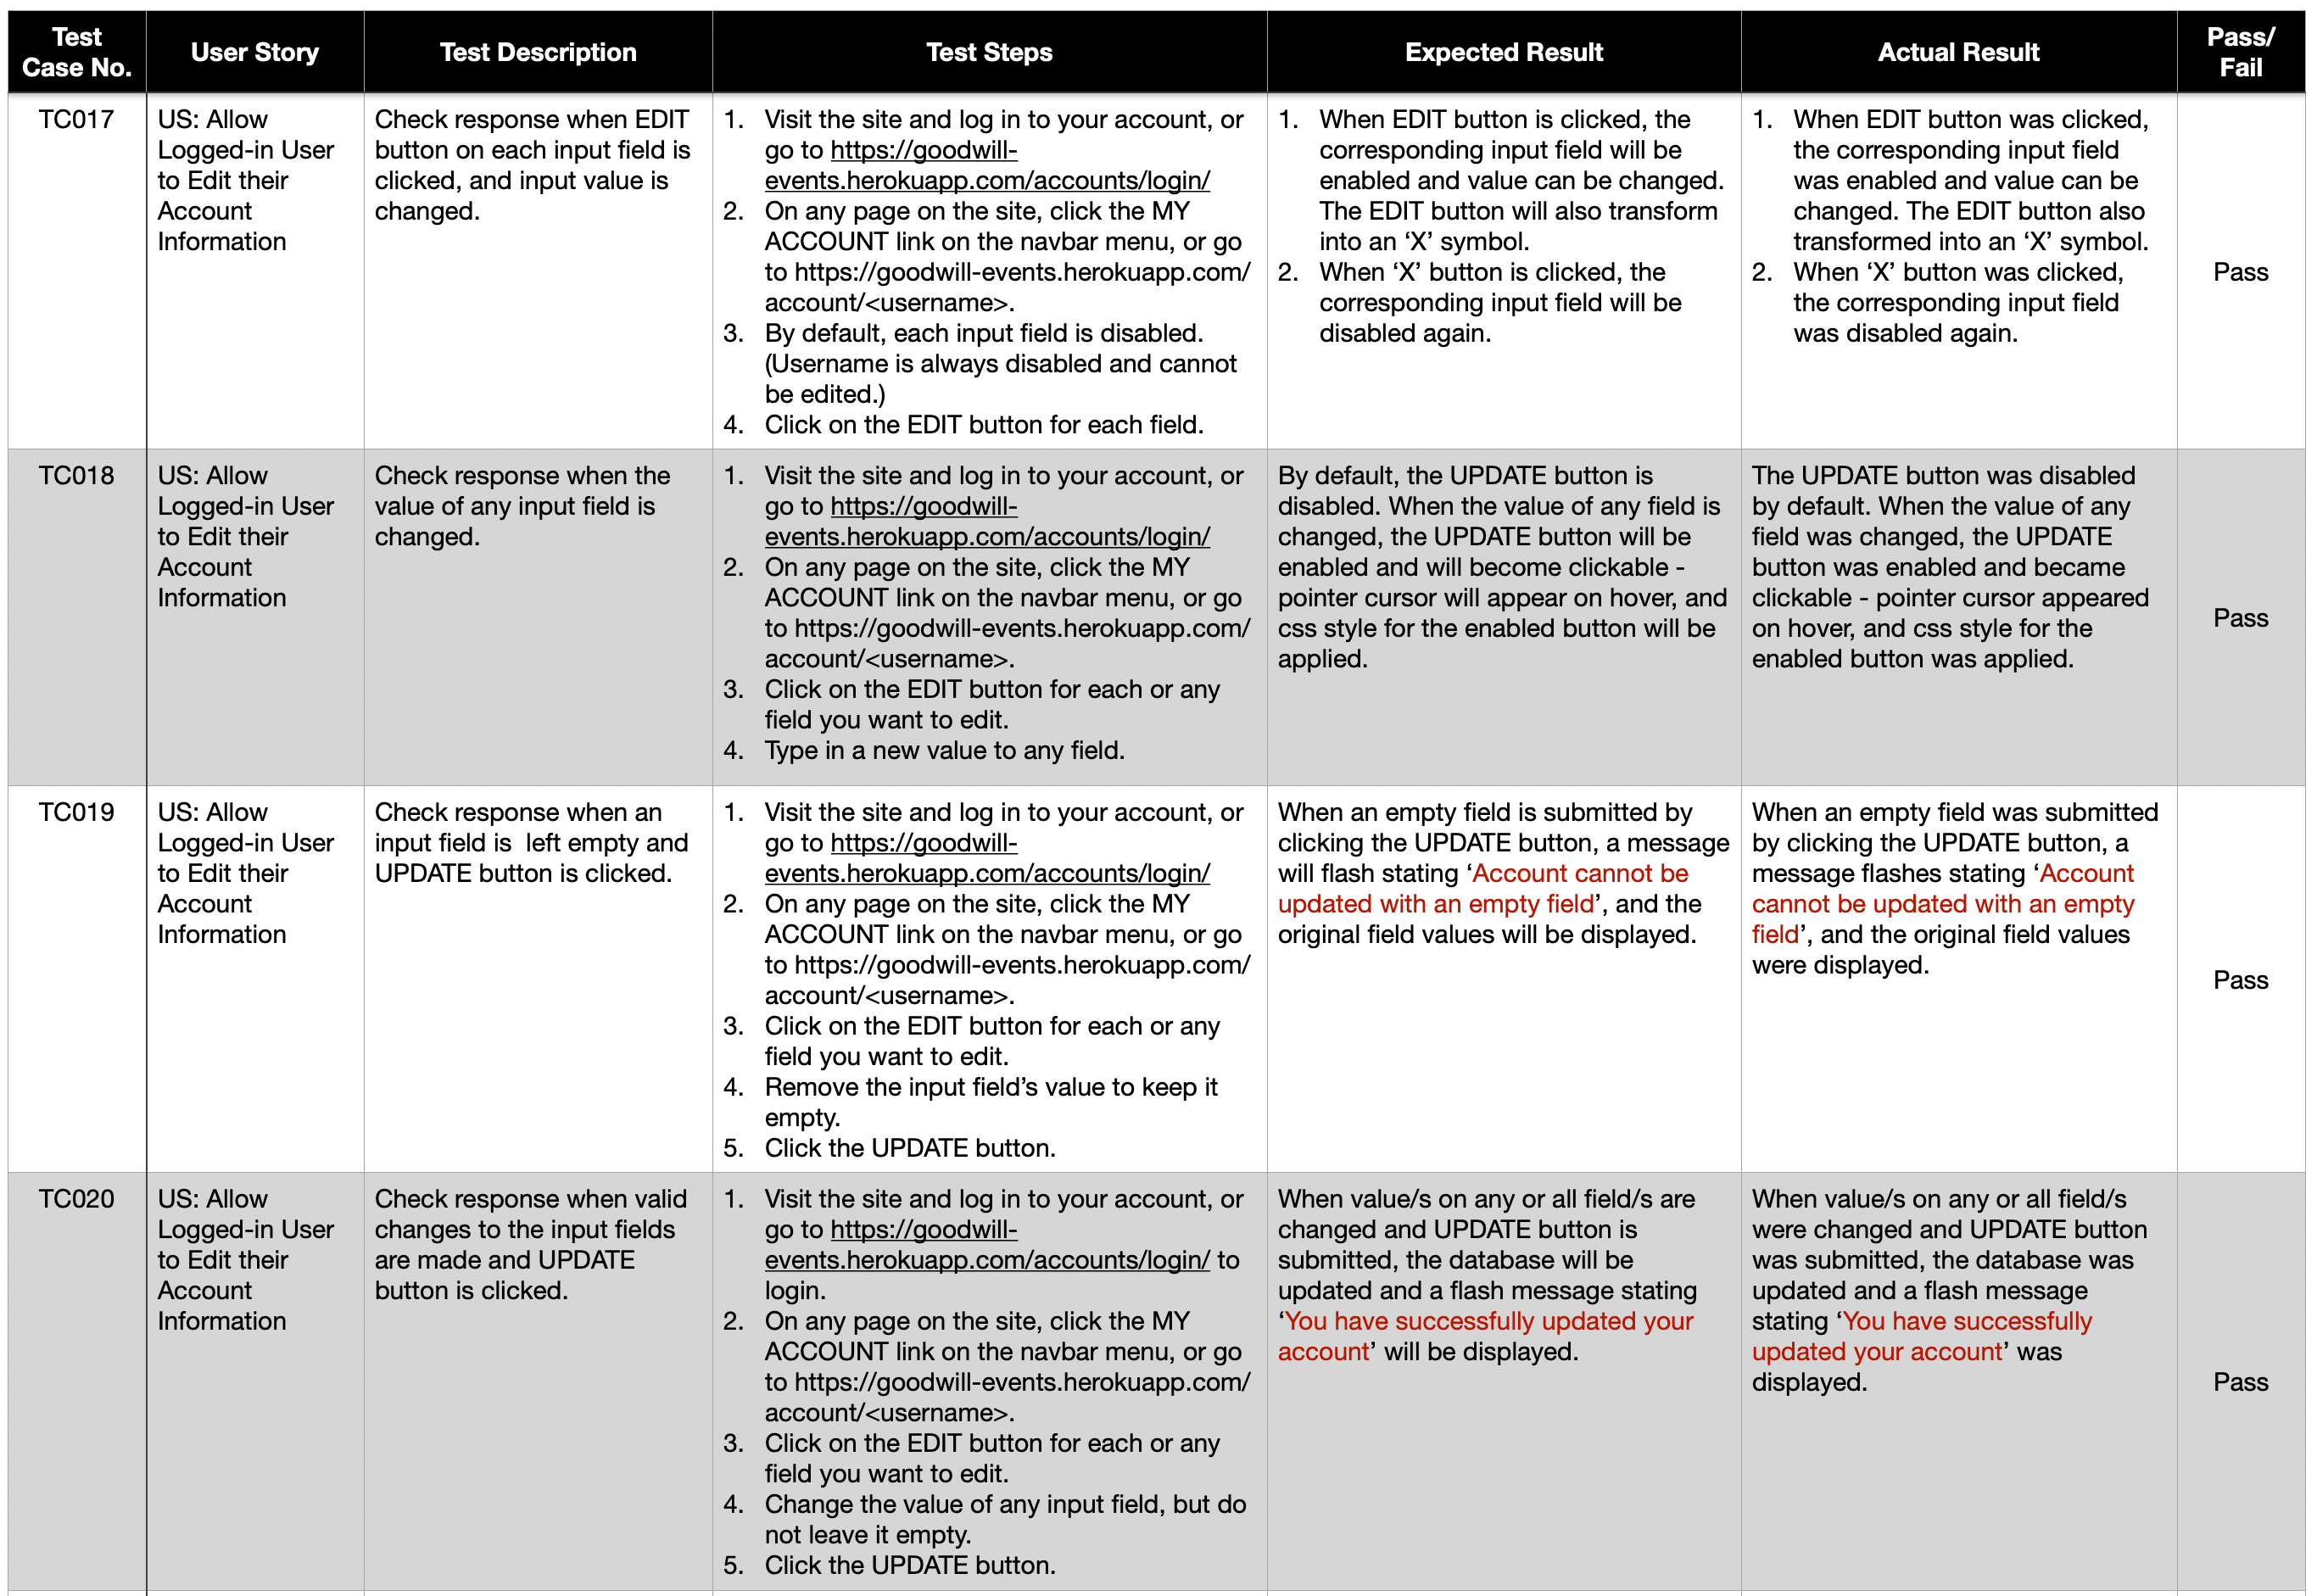 Test
Case No.
User Story
Test Description
Test Steps
Expected Result
Actual Result
Pass/
Fail
TC017
US: Allow
Logged-in User
to Edit their
Account
Information
Check response when EDIT
button on each input field is
clicked, and input value is
changed.
1. Visit the site and log in to your account, or
go to https://goodwill-
events.herokuapp.com/accounts/login/
2. On any page on the site, click the MY
ACCOUNT link on the navbar menu, or go
to https://goodwill-events.herokuapp.com/
account/<username>.
3. By default, each input field is disabled.
(Username is always disabled and cannot
be edited.)
4. Click on the EDIT button for each field.
1. When EDIT button is clicked, the
corresponding input field will be
enabled and value can be changed.
The EDIT button will also transform
into an ‘X’ symbol.
2. When ‘X’ button is clicked, the
corresponding input field will be
disabled again.
1. When EDIT button was clicked,
the corresponding input field
was enabled and value can be
changed. The EDIT button also
transformed into an ‘X’ symbol.
2. When ‘X’ button was clicked,
the corresponding input field
was disabled again.
Pass
TC018
US: Allow
Logged-in User
to Edit their
Account
Information
Check response when the
value of any input field is
changed.
1. Visit the site and log in to your account, or
go to https://goodwill-
events.herokuapp.com/accounts/login/
2. On any page on the site, click the MY
ACCOUNT link on the navbar menu, or go
to https://goodwill-events.herokuapp.com/
account/<username>.
3. Click on the EDIT button for each or any
field you want to edit.
4. Type in a new value to any field.
By default, the UPDATE button is
disabled. When the value of any field is
changed, the UPDATE button will be
enabled and will become clickable -
pointer cursor will appear on hover, and
css style for the enabled button will be
applied.
The UPDATE button was disabled
by default. When the value of any
field was changed, the UPDATE
button was enabled and became
clickable - pointer cursor appeared
on hover, and css style for the
enabled button was applied.
Pass
TC019
US: Allow
Logged-in User
to Edit their
Account
Information
Check response when an
input field is  left empty and
UPDATE button is clicked.
1. Visit the site and log in to your account, or
go to https://goodwill-
events.herokuapp.com/accounts/login/
2. On any page on the site, click the MY
ACCOUNT link on the navbar menu, or go
to https://goodwill-events.herokuapp.com/
account/<username>.
3. Click on the EDIT button for each or any
field you want to edit.
4. Remove the input field’s value to keep it
empty.
5. Click the UPDATE button.
When an empty field is submitted by
clicking the UPDATE button, a message
will flash stating ‘Account cannot be
updated with an empty field’, and the
original field values will be displayed.
When an empty field was submitted
by clicking the UPDATE button, a
message flashes stating ‘Account
cannot be updated with an empty
field’, and the original field values
were displayed.
Pass
TC020
US: Allow
Logged-in User
to Edit their
Account
Information
Check response when valid
changes to the input fields
are made and UPDATE
button is clicked.
1. Visit the site and log in to your account, or
go to https://goodwill-
events.herokuapp.com/accounts/login/ to
login.
2. On any page on the site, click the MY
ACCOUNT link on the navbar menu, or go
to https://goodwill-events.herokuapp.com/
account/<username>.
3. Click on the EDIT button for each or any
field you want to edit.
4. Change the value of any input field, but do
not leave it empty.
5. Click the UPDATE button.
When value/s on any or all field/s are
changed and UPDATE button is
submitted, the database will be
updated and a flash message stating
‘You have successfully updated your
account’ will be displayed.
When value/s on any or all field/s
were changed and UPDATE button
was submitted, the database was
updated and a flash message
stating ‘You have successfully
updated your account’ was
displayed.
Pass